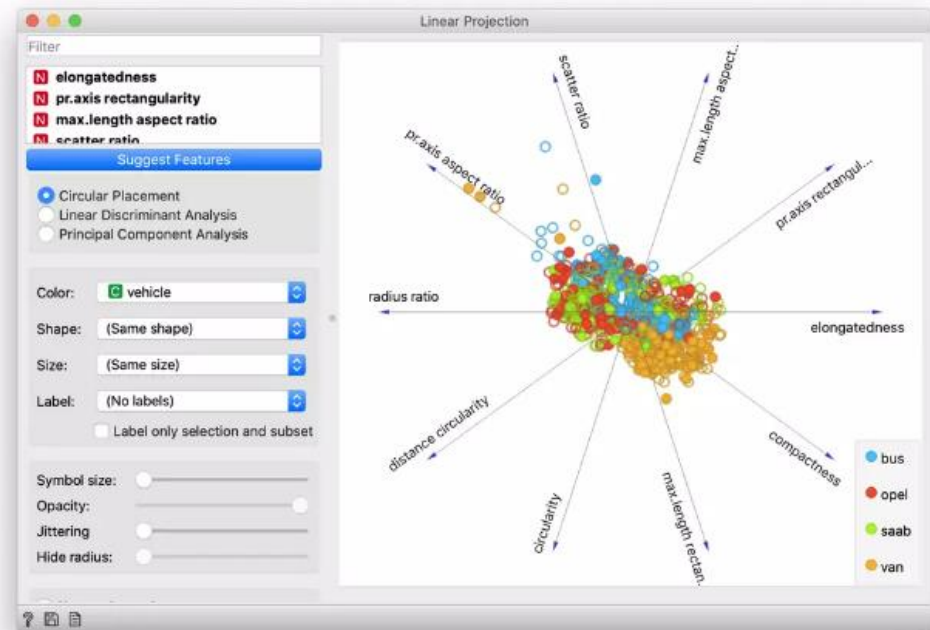 Linear Projection
Filter
N elongatedness
N pr.axis rectangularity
N max.length aspect ratio
N scatter ratio
Suggest Features
Circular Placement
Linear Discriminant Analysis
Principal Component Analysis
Color: C vehicle
Shape: (Same shape)
Size: (Same size)
Label: (No labels)
Label only selection and subset
Symbol size:
Opacity:
Jittering
Hide radius:
scatter ratio
max.length aspect...
pr.axis aspect ratio
pr.axis rectangul...
radius ratio
elongatedness
distance circularity
compactness
circularity
max.length rectan.
bus
opel
saab
van
?